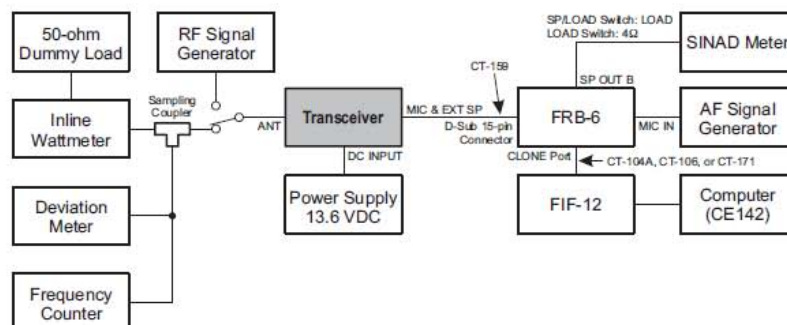 SP/LOAD Switch: LOAD
LOAD Switch: 4Ω
50-ohm
Dummy Load
RF Signal
Generator
SINAD Meter
CT-159
SP OUT B
Sampling
Coupler
Inline
Wattmeter
ANT
Transceiver
MIC & EXT SP
D-Sub 15-pin
Connector
FRB-6
MIC IN
AF Signal
Generator
DC INPUT
CLONE Port
CT-104A, CT-106, or CT-171
Deviation
Meter
Power Supply
13.6 VDC
FIF-12
Computer
(CE142)
Frequency
Counter